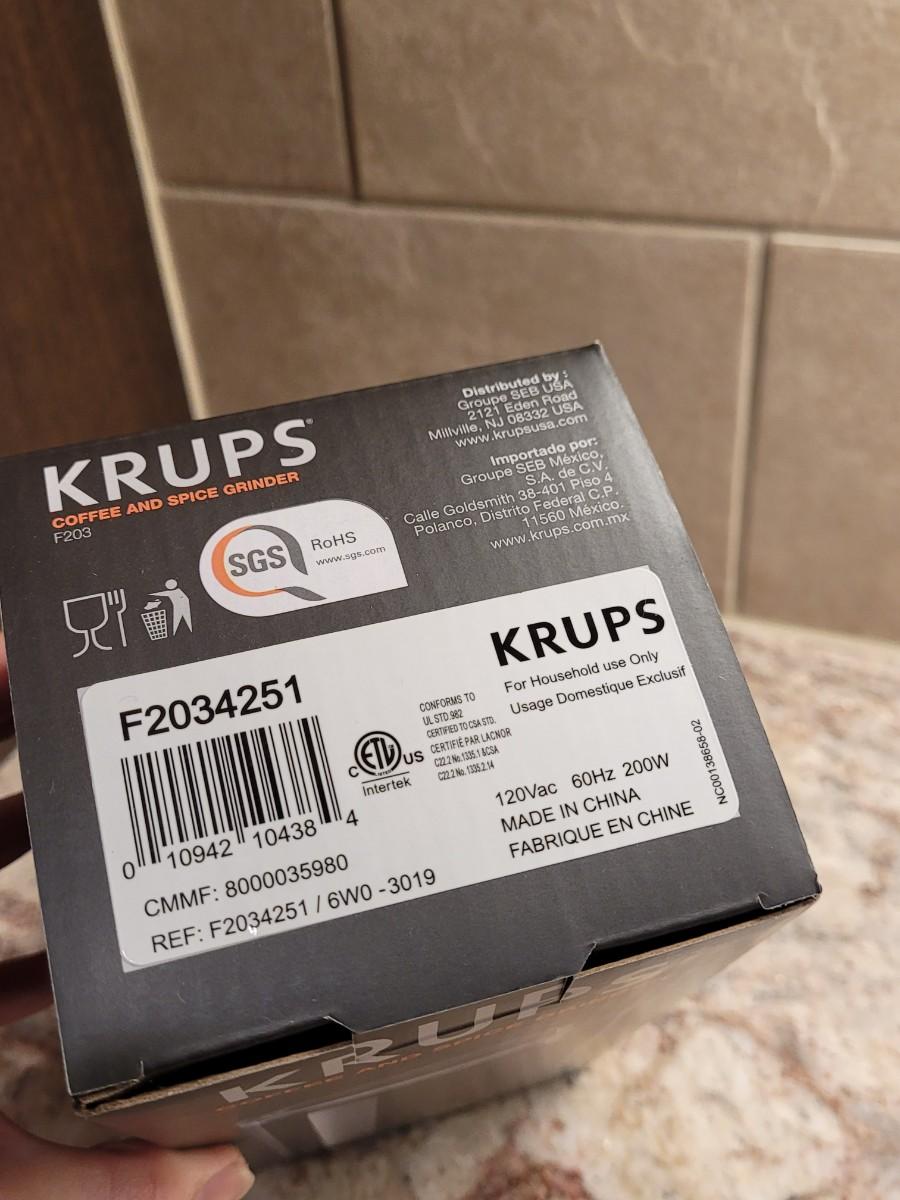 KRUPS®
COFFEE AND SPICE GRINDER
F203
Distributed by :
Groupe SEB USA
2121 Eden Road
Millville, NJ 08332 USA
www.krupsusa.com
Importado por:
Groupe SEB México,
S.A. de C.V.
Calle Goldsmith 38-401 Piso 4
Polanco, Distrito Federal C.P.
11560 México.
www.krups.com.mx
SGS
RoHS
www.sgs.com
KRUPS
For Household use Only
Usage Domestique Exclusif
F2034251
0 10942 10438 4
C ETL US
Intertek
CONFORMS TO
UL STD.982
CERTIFIED TO CSA STD.
CERTIFIÉ PAR LACNOR
C22.2 No.1335.1 &CSA
C22.2 No.1335.2.14
120Vac 60Hz 200W
MADE IN CHINA
FABRIQUE EN CHINE
NC00138658-02
CMMF: 8000035980
REF: F2034251 / 6W0 -3019
KRUPS
COFFEE AND SPICE